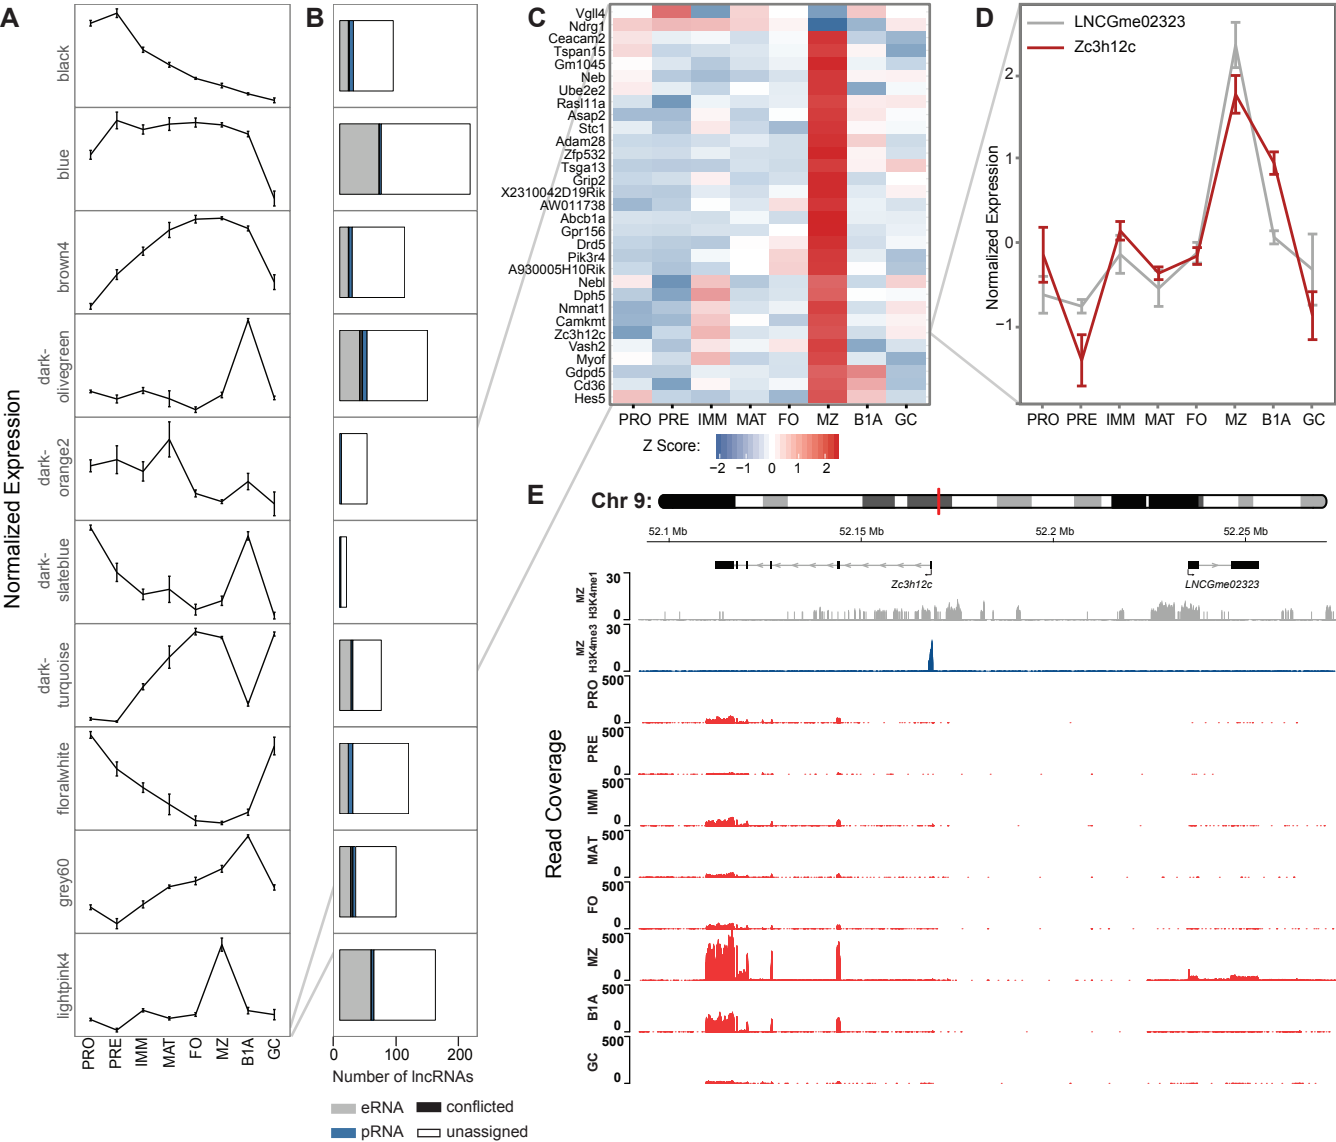 A
Normalized Expression
black
blue
brown4
dark-
olivegreen
dark-
orange2
dark-
slateblue
dark-
turquoise
floralwhite
grey60
lightpink4
PRO
PRE
IMM
MAT
FO
MZ
B1A
GC
B
0
100
200
Number of lncRNAs
eRNA
conflicted
pRNA
unassigned
C
Vgll4
Ndrg1
Ceacam2
Tspan15
Gm1045
Neb
Ube2e2
Rasl11a
Asap2
Stc1
Adam28
Zfp532
Tsga13
Grip2
X2310042D19Rik
AW011738
Abcb1a
Gpr156
Drd5
Pik3r4
A930005H10Rik
Nebl
Dph5
Nmnat1
Camkmt
Zc3h12c
Vash2
Myof
Gdpd5
Cd36
Hes5
PRO
PRE
IMM
MAT
FO
MZ
B1A
GC
Z Score:
−2
−1
0
1
2
D
LNCGme02323
Zc3h12c
Normalized Expression
2
1
0
−1
PRO
PRE
IMM
MAT
FO
MZ
B1A
GC
E
Chr 9:
52.1 Mb
52.15 Mb
52.2 Mb
52.25 Mb
Zc3h12c
LNCGme02323
Read Coverage
MZ
H3K4me1
30
0
MZ
H3K4me3
30
0
PRO
500
0
PRE
500
0
IMM
500
0
MAT
500
0
FO
500
0
MZ
500
0
B1A
500
0
GC
500
0